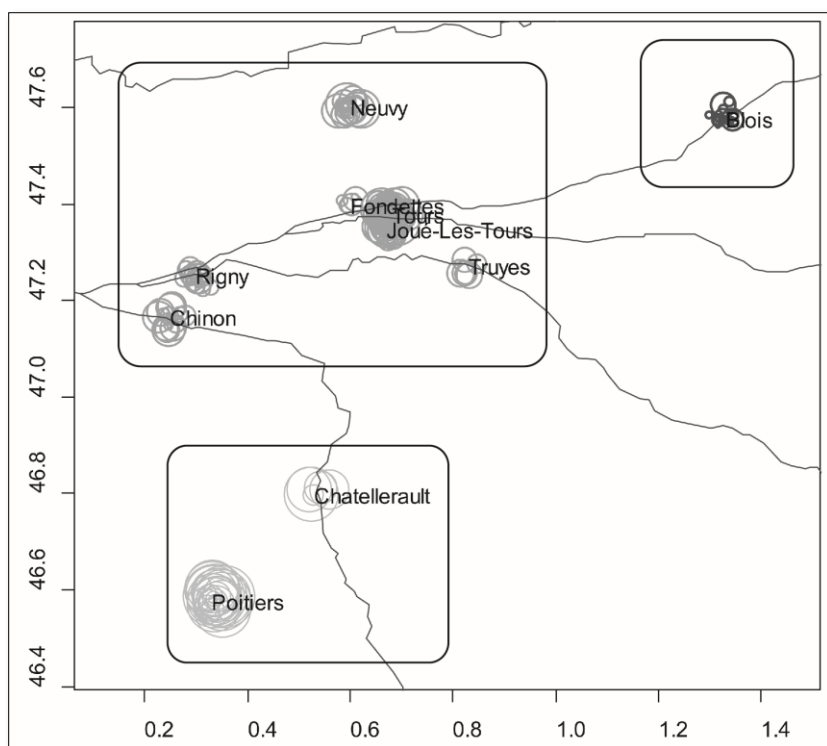 47.6
47.4
47.2
47.0
46.8
46.6
46.4
Neuvy
Blois
Fondettes
Tours
Joué-Les-Tours
Truyes
Rigny
Chinon
Chatellerault
Poitiers
0.2 0.4 0.6 0.8 1.0 1.2 1.4